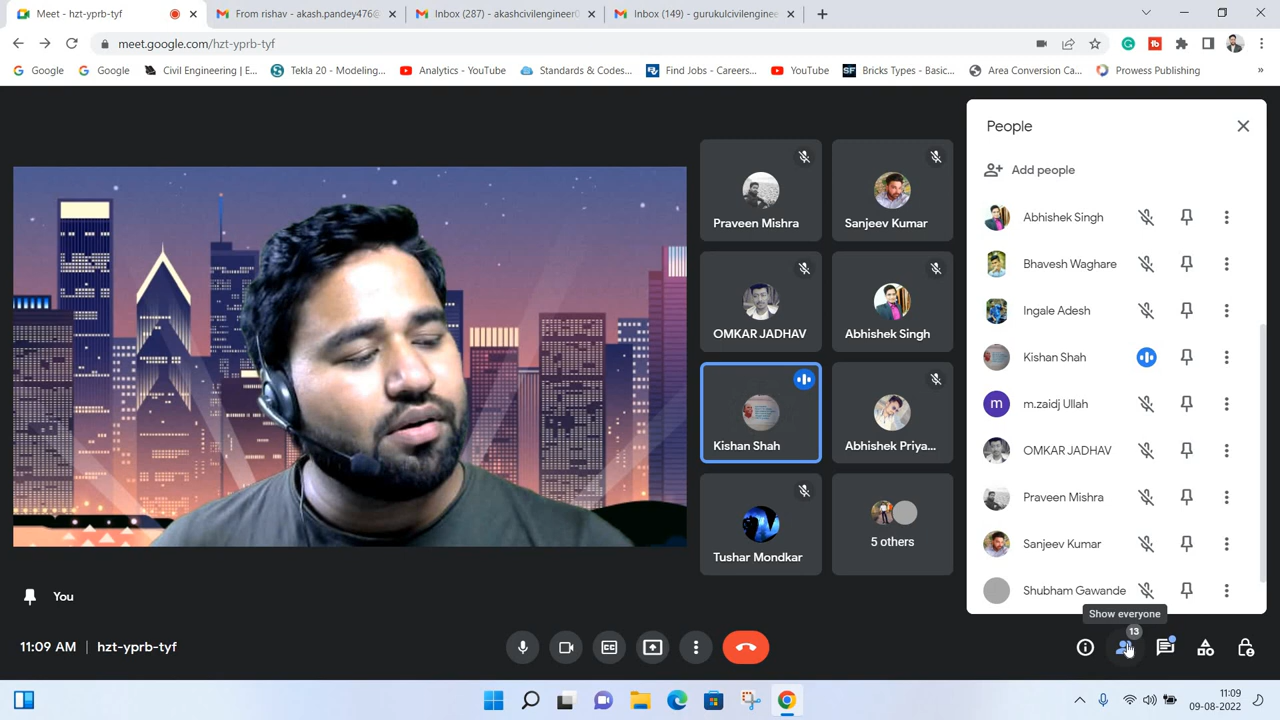 Meet - hzt-yprb-tyf
From rishav - akash.pandey476@
Inbox (287) - akashcivilengineer
Inbox (149) - gurukulcivilengine
meet.google.com/hzt-yprb-tyf
Google
Google
Civil Engineering | E...
Tekla 20 - Modeling...
Analytics - YouTube
Standards & Codes...
Find Jobs - Careers...
YouTube
SF
Bricks Types - Basic...
Area Conversion Ca...
Prowess Publishing
»
People
Add people
Abhishek Singh
Bhavesh Waghare
Ingale Adesh
Kishan Shah
m
m.zaidj Ullah
OMKAR JADHAV
Praveen Mishra
Sanjeev Kumar
Shubham Gawande
Praveen Mishra
Sanjeev Kumar
OMKAR JADHAV
Abhishek Singh
Kishan Shah
Abhishek Priya...
Tushar Mondkar
5 others
You
Show everyone
13
11:09 AM | hzt-yprb-tyf
CC
11:09
09-08-2022